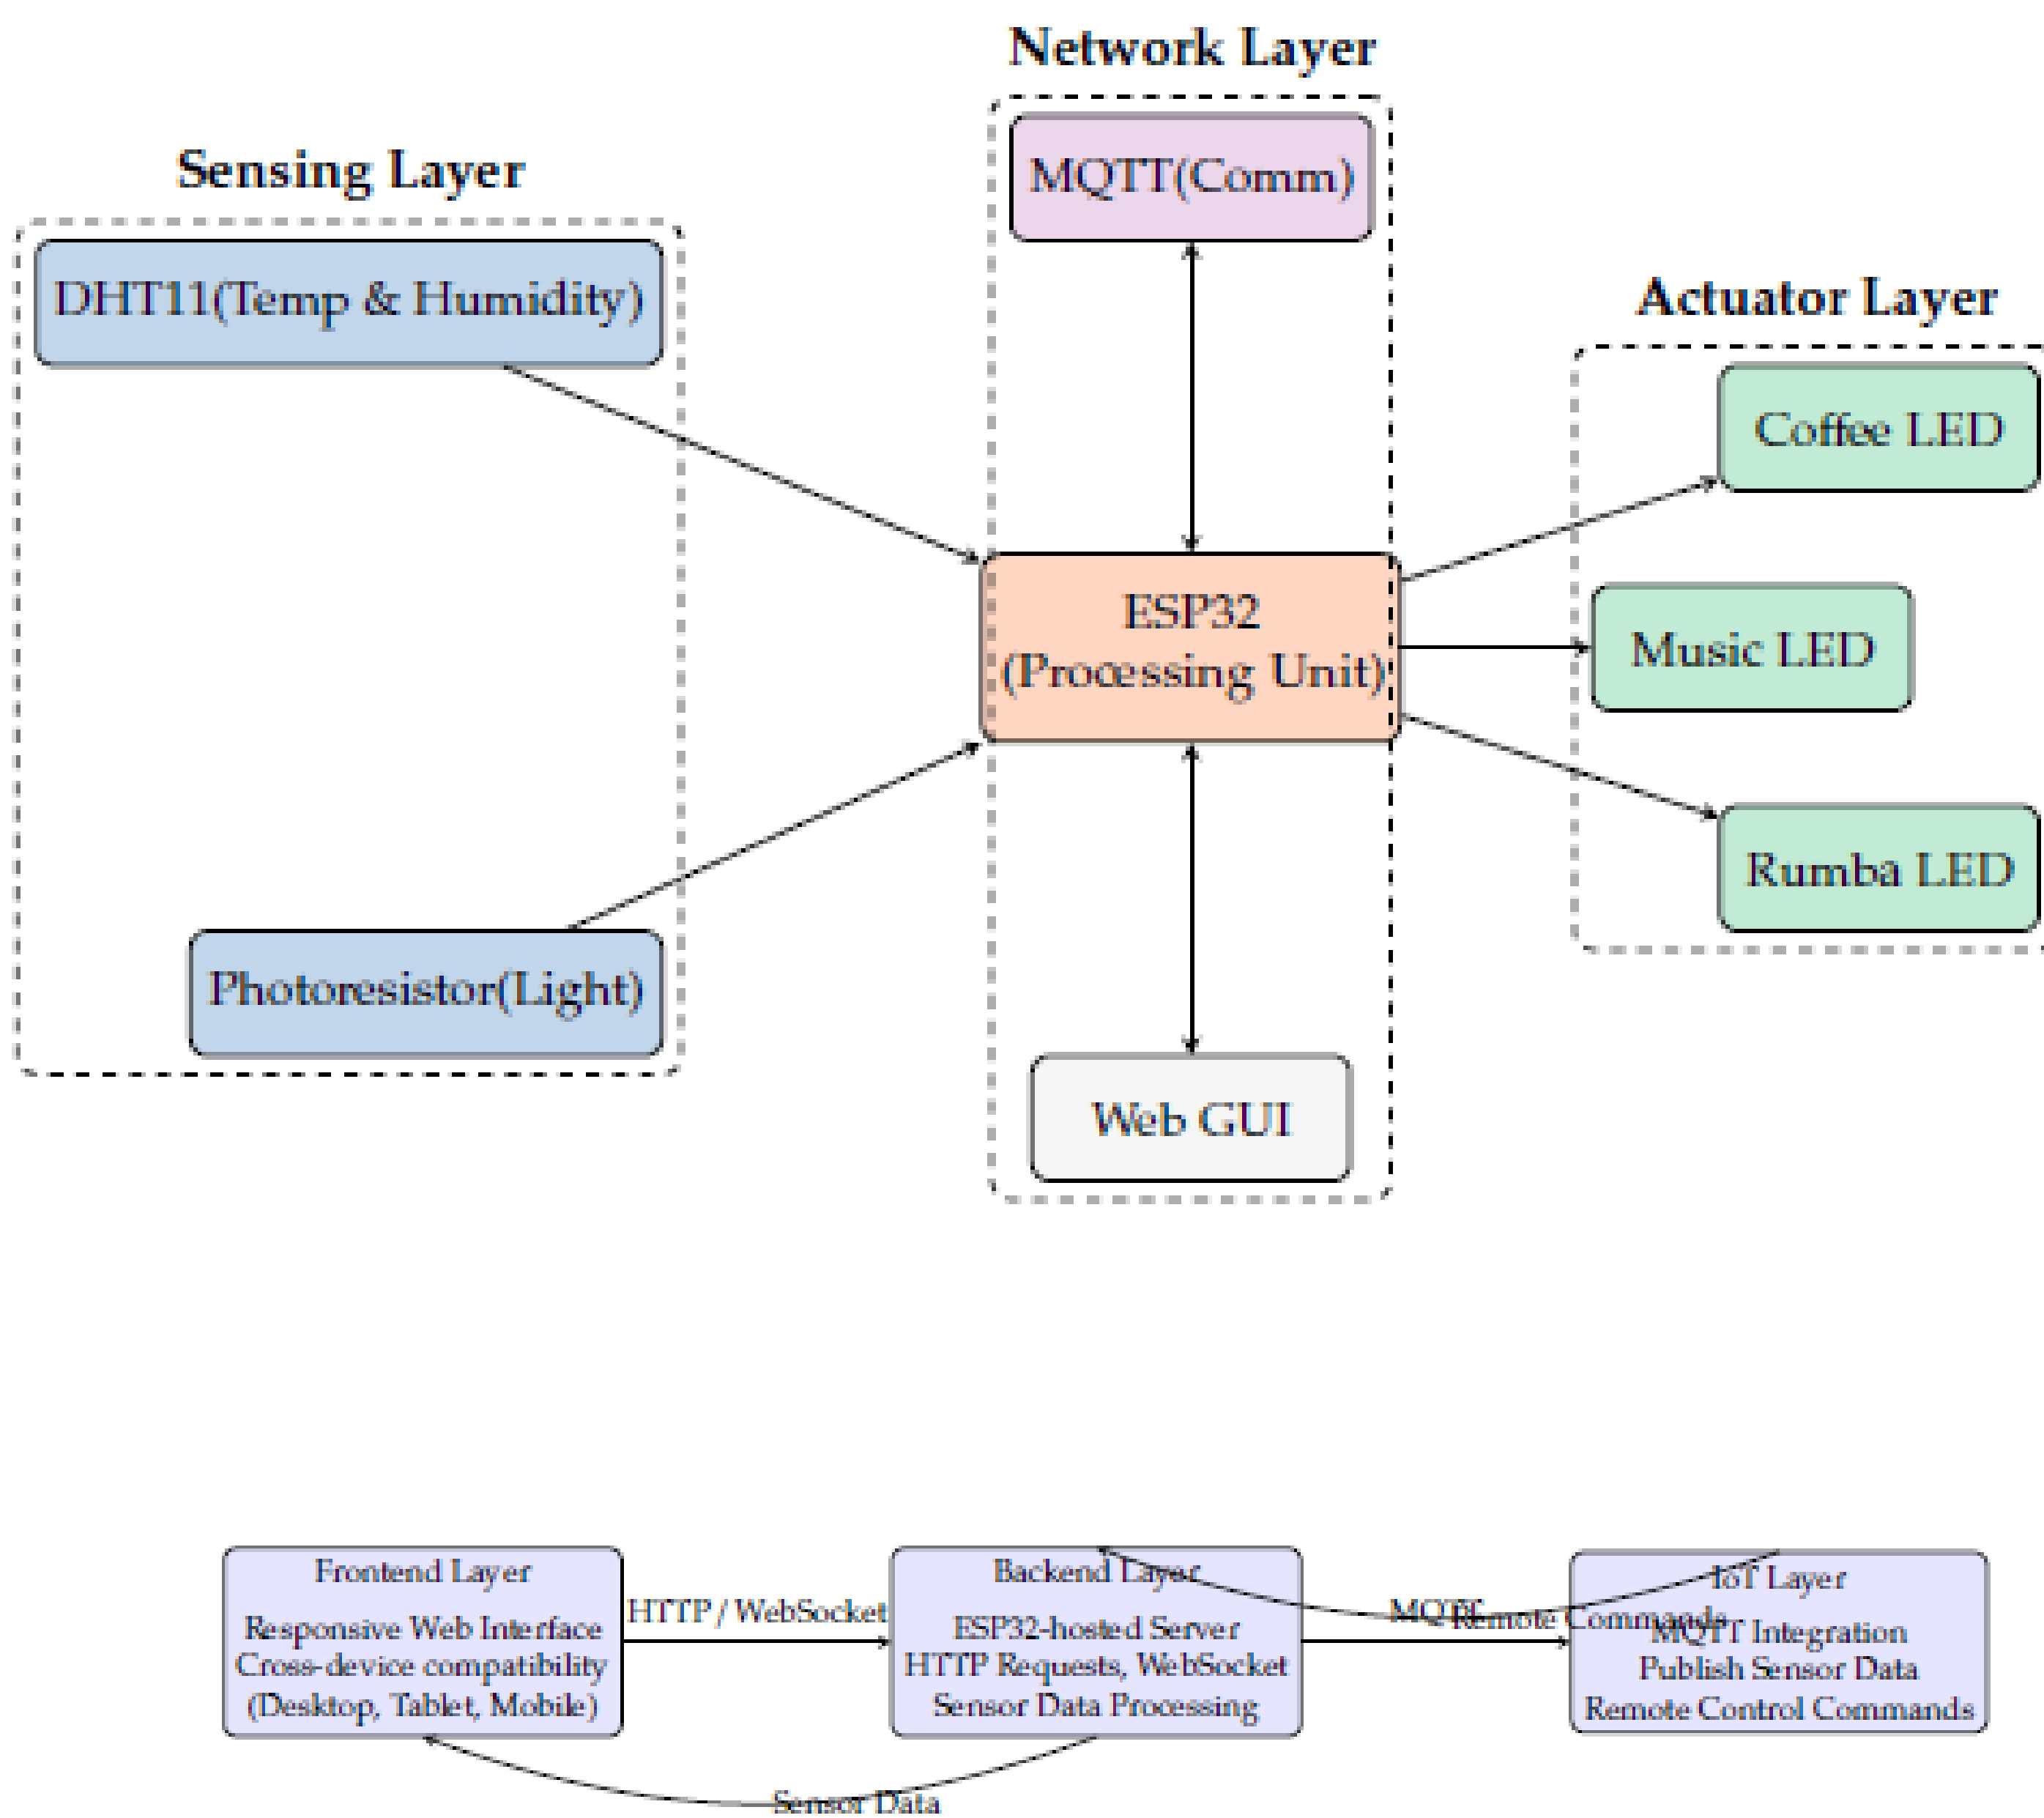 Network Layer
MQTT(Comm)
Sensing Layer
DHT11(Temp & Humidity)
Actuator Layer
Coffee LED
ESP32
(Processing Unit)
Music LED
Rumba LED
Photoresistor(Light)
Web GUI
Frontend Layer
Responsive Web Interface
Cross-device compatibility
(Desktop, Tablet, Mobile)
HTTP / WebSocket
Backend Layer
ESP32-hosted Server
HTTP Requests, WebSocket
Sensor Data Processing
MQTT
Remote Commands
IoT Layer
MQTT Integration
Publish Sensor Data
Remote Control Commands
Sensor Data